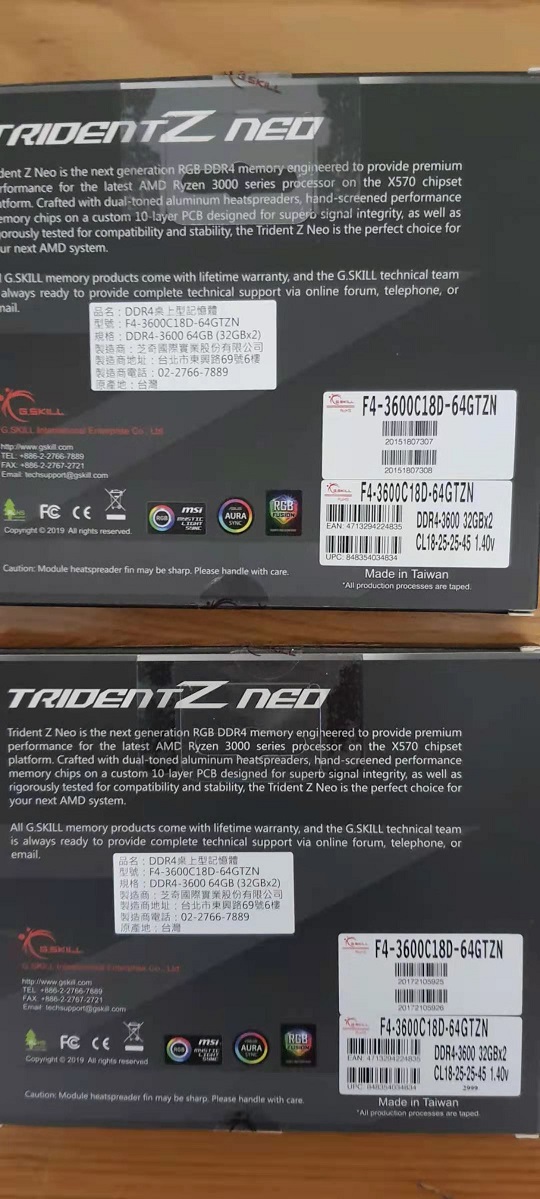 G.SKILL
TRIDENTZ NEO
dent Z Neo is the next generation RGB DDR4 memory engineered to provide premium
rformance for the latest AMD Ryzen 3000 series processor on the X570 chipset
atform. Crafted with dual-toned aluminum heatspreaders, hand-screened performance
emory chips on a custom 10-layer PCB designed for superb signal integrity, as well as
orously tested for compatibility and stability, the Trident Z Neo is the perfect choice for
ur next AMD system.
l G.SKILL memory products come with lifetime warranty, and the G.SKILL technical team
always ready to provide complete technical support via online forum, telephone, or
mail.
品名：DDR4桌上型記憶體
型號：F4-3600C18D-64GTZN
規格：DDR4-3600 64GB (32GBx2)
製造商：芝奇國際實業股份有限公司
製造商地址：台北市東興路69號6樓
製造商電話：02-2766-7889
原產地：台灣
G.SKILL
G.SKILL International Enterprise Co., Ltd
http://www.gskill.com
TEL: +886-2-2766-7889
FAX: +886-2-2767-2721
Email: techsupport@gskill.com
F4-3600C18D-64GTZN
20151807307
20151807308
F4-3600C18D-64GTZN
DDR4-3600 32GBx2
EAN: 4713294224835
CL18-25-25-45 1.40v
UPC: 848354034834
FC CE
RGB
msi
MYSTIC
LIGHT
SYNC
AURA
SYNC
RGB
FUSION
Copyright © 2019 All rights reserved.
Caution: Module heatspreader fin may be sharp. Please handle with care.
Made in Taiwan
*All production processes are taped.
TRIDENTZ NEO
Trident Z Neo is the next generation RGB DDR4 memory engineered to provide premium
performance for the latest AMD Ryzen 3000 series processor on the X570 chipset
platform. Crafted with dual-toned aluminum heatspreaders, hand-screened performance
memory chips on a custom 10-layer PCB designed for superb signal integrity, as well as
rigorously tested for compatibility and stability, the Trident Z Neo is the perfect choice for
your next AMD system.
All G.SKILL memory products come with lifetime warranty, and the G.SKILL technical team
is always ready to provide complete technical support via online forum, telephone, or
email.
品名：DDR4桌上型記憶體
型號：F4-3600C18D-64GTZN
規格：DDR4-3600 64GB (32GBx2)
製造商：芝奇國際實業股份有限公司
製造商地址：台北市東興路69號6樓
製造商電話：02-2766-7889
原產地：台灣
G.SKILL
G.SKILL International Enterprise Co., Ltd
http://www.gskill.com
TEL: +886-2-2766-7889
FAX: +886-2-2767-2721
Email: techsupport@gskill.com
F4-3600C18D-64GTZN
20172105925
20172105926
F4-3600C18D-64GTZN
DDR4-3600 32GBx2
EAN: 4713294224835
CL18-25-25-45 1.40v
UPC: 848354034834
2999
FC CE
RGB
msi
MYSTIC
LIGHT
SYNC
AURA
SYNC
RGB
FUSION
Copyright © 2019 All rights reserved
Caution: Module heatspreader fin may be sharp. Please handle with care.
Made in Taiwan
*All production processes are taped.